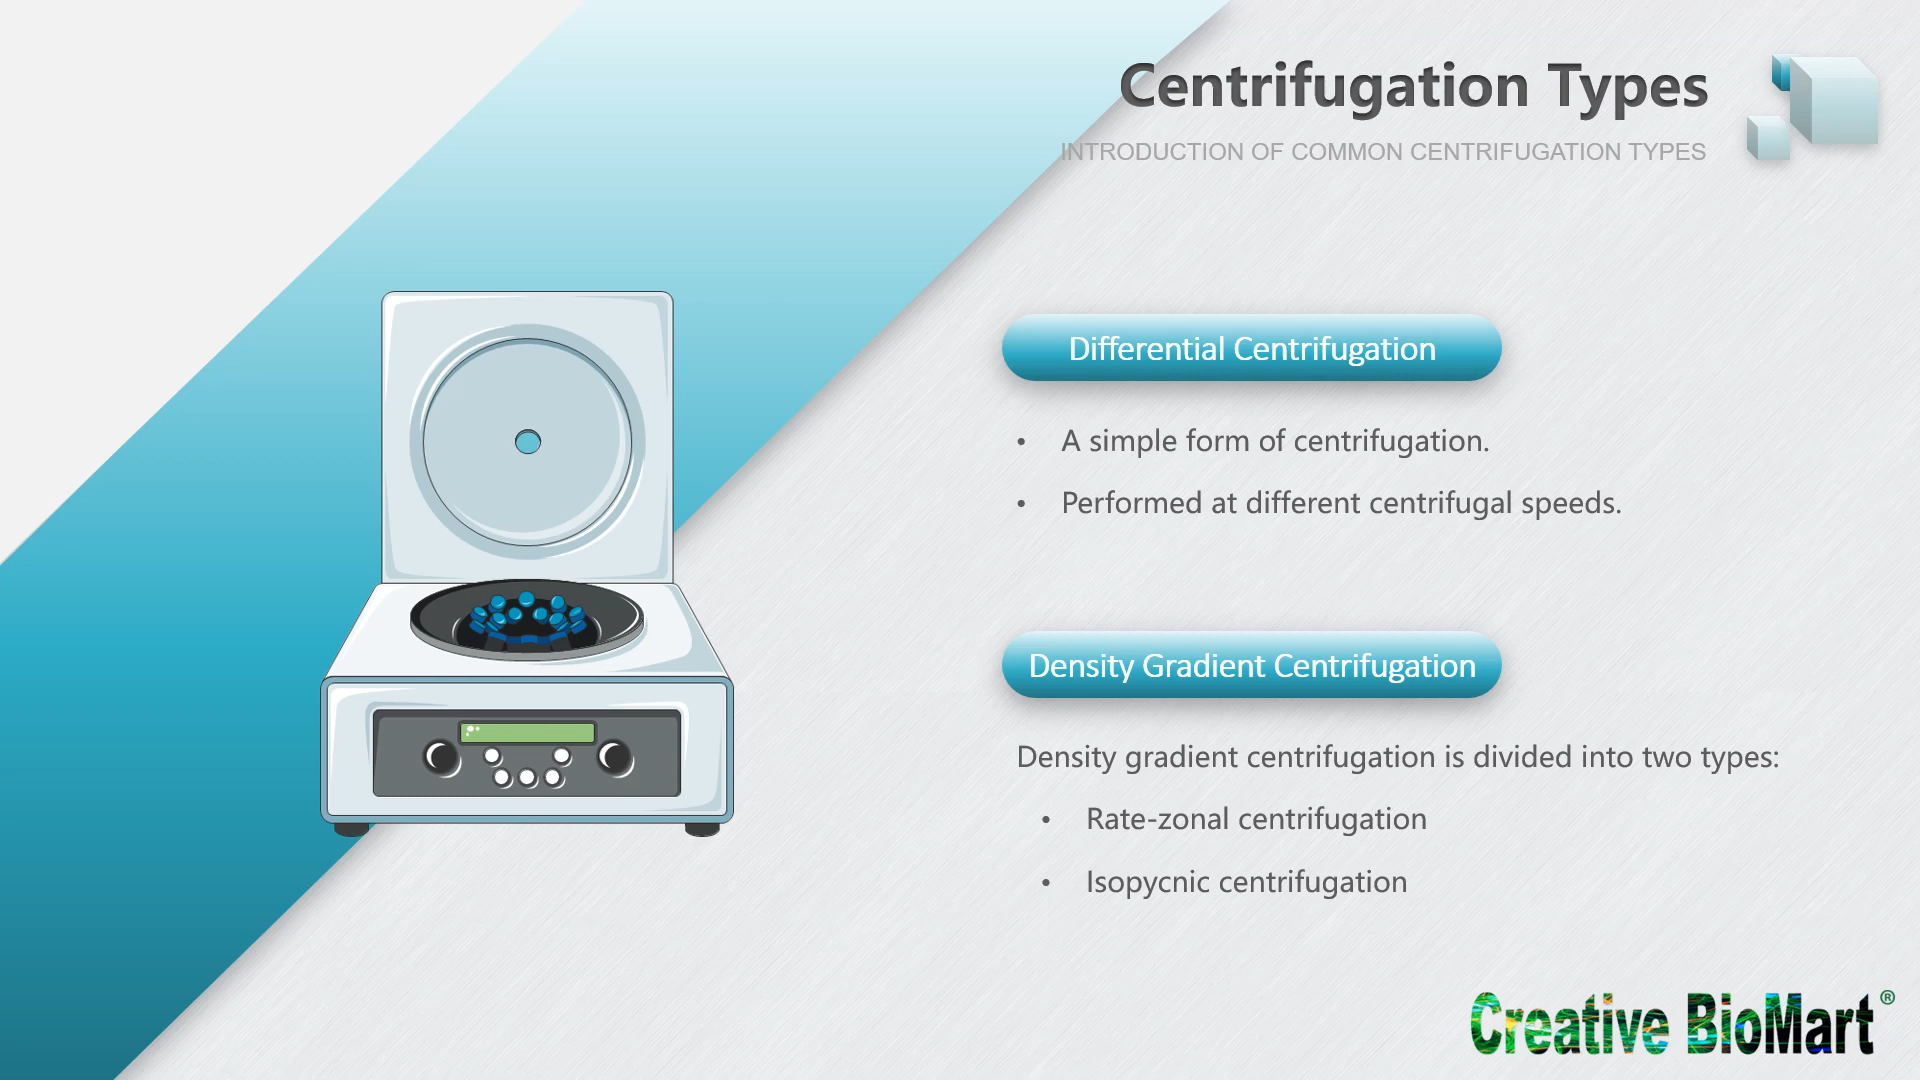 Centrifugation Types
INTRODUCTION OF COMMON CENTRIFUGATION TYPES
Differential Centrifugation
• A simple form of centrifugation.
• Performed at different centrifugal speeds.
Density Gradient Centrifugation
Density gradient centrifugation is divided into two types:
• Rate-zonal centrifugation
• Isopycnic centrifugation
Creative BioMart®